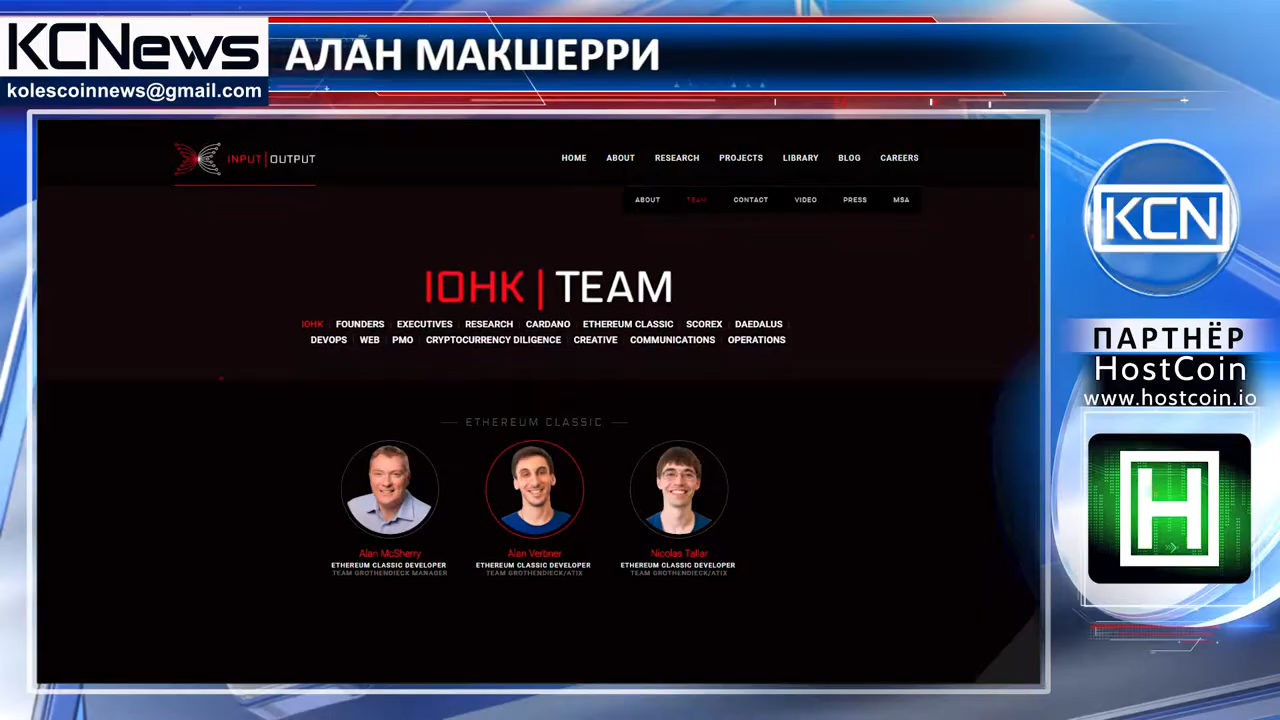 KCNews
kolescoinnews@gmail.com
АЛАН МАКШЕРРИ
INPUT | OUTPUT
HOME ABOUT RESEARCH PROJECTS LIBRARY BLOG CAREERS
ABOUT TEAM CONTACT VIDEO PRESS MSA
IOHK | TEAM
IOHK FOUNDERS EXECUTIVES RESEARCH CARDANO ETHEREUM CLASSIC SCOREX DAEDALUS
DEVOPS WEB PMO CRYPTOCURRENCY DILIGENCE CREATIVE COMMUNICATIONS OPERATIONS
ETHEREUM CLASSIC
Alan McSherry
ETHEREUM CLASSIC DEVELOPER
TEAM GROTHENDIECK MANAGER
Alan Verbner
ETHEREUM CLASSIC DEVELOPER
TEAM GROTHENDIECK/ATIX
Nicolas Tallar
ETHEREUM CLASSIC DEVELOPER
TEAM GROTHENDIECK/ATIX
KCN
ПАРТНЁР
HostCoin
www.hostcoin.io
H